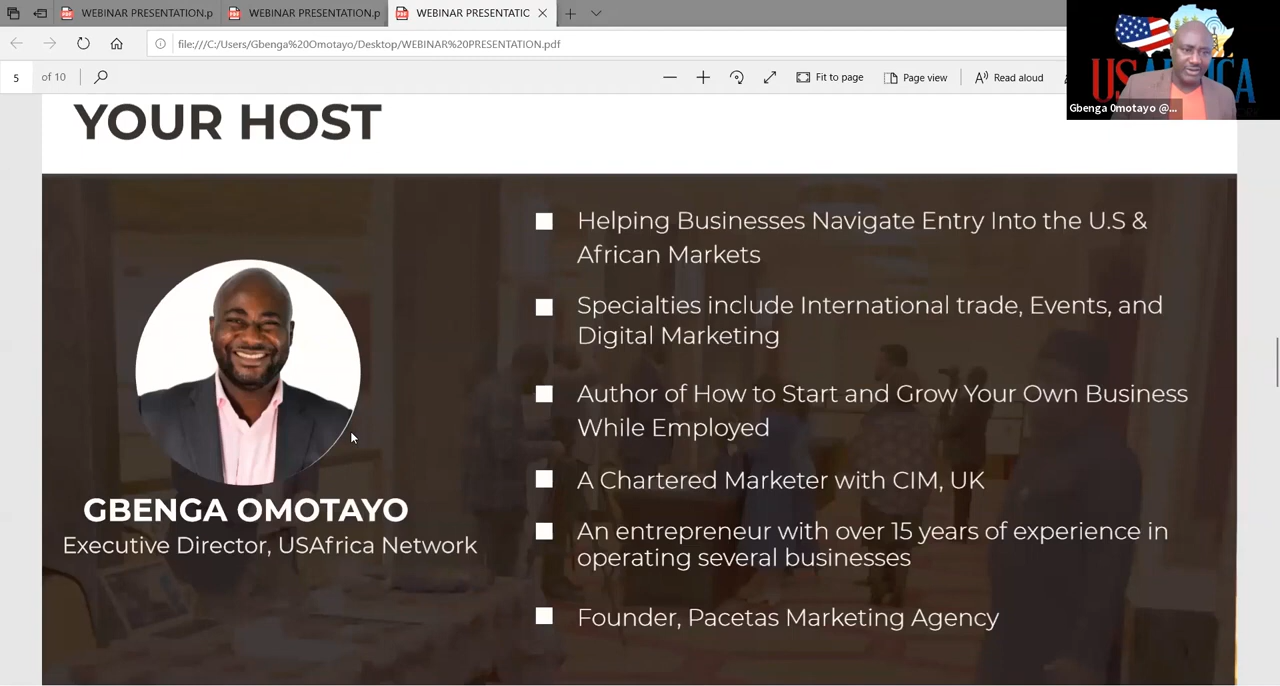 WEBINAR PRESENTATION.p
WEBINAR PRESENTATION.p
WEBINAR PRESENTATIC
file:///C:/Users/Gbenga%20Omotayo/Desktop/WEBINAR%20PRESENTATION.pdf
5 of 10
Fit to page
Page view
Read aloud
Gbenga 0motayo @...
YOUR HOST
Helping Businesses Navigate Entry Into the U.S &
African Markets
Specialties include International trade, Events, and
Digital Marketing
Author of How to Start and Grow Your Own Business
While Employed
A Chartered Marketer with CIM, UK
An entrepreneur with over 15 years of experience in
operating several businesses
Founder, Pacetas Marketing Agency
GBENGA OMOTAYO
Executive Director, USAfrica Network